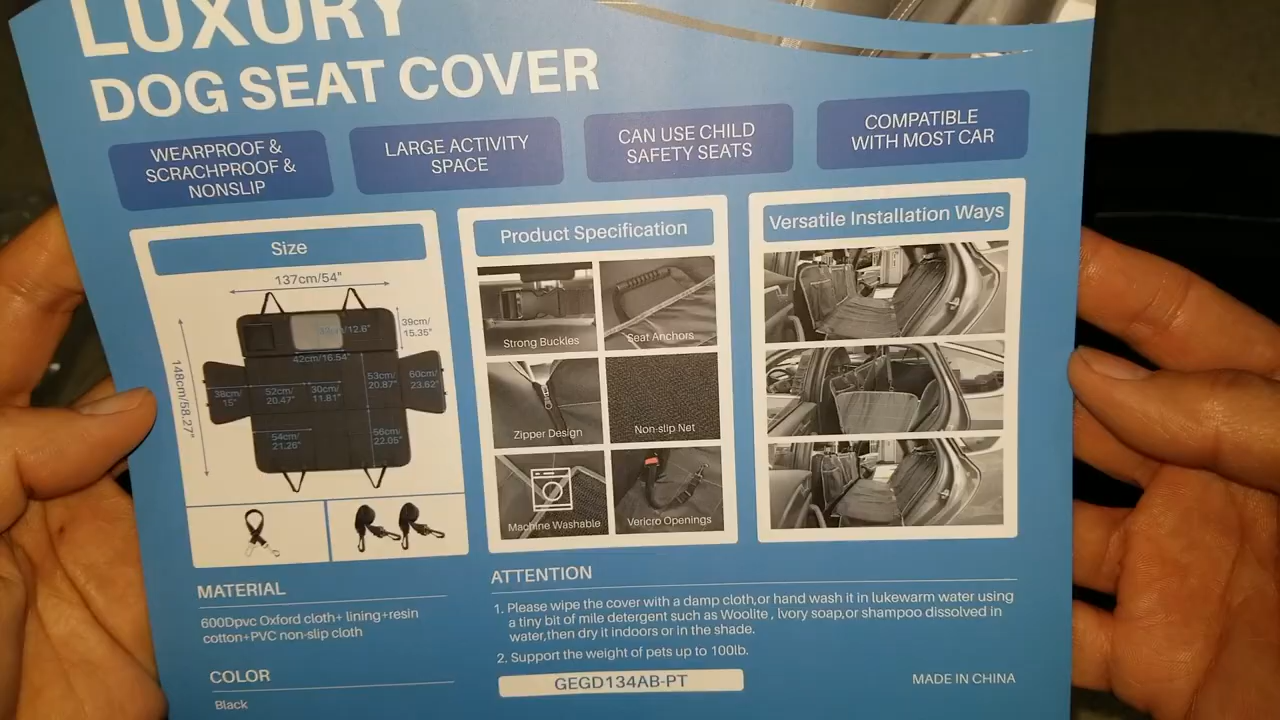 LUXURY
DOG SEAT COVER
WEARPROOF &
SCRACHPROOF &
NONSLIP
LARGE ACTIVITY
SPACE
CAN USE CHILD
SAFETY SEATS
COMPATIBLE
WITH MOST CAR
Size
137cm/54"
39cm/
15.35"
148cm/58.27"
42cm/16.54"
38cm/
15"
52cm/
20.47"
30cm/
11.81"
53cm/
20.87"
60cm/
23.62"
54cm/
21.26"
56cm/
22.05"
Product Specification
Strong Buckles
Seat Anchors
Zipper Design
Non-slip Net
Machine Washable
Vericro Openings
Versatile Installation Ways
MATERIAL
600Dpvc Oxford cloth+ lining+resin
cotton+PVC non-slip cloth
COLOR
Black
ATTENTION
1. Please wipe the cover with a damp cloth,or hand wash it in lukewarm water using
a tiny bit of mile detergent such as Woolite , Ivory soap,or shampoo dissolved in
water,then dry it indoors or in the shade.
2. Support the weight of pets up to 100lb.
GEGD134AB-PT
MADE IN CHINA